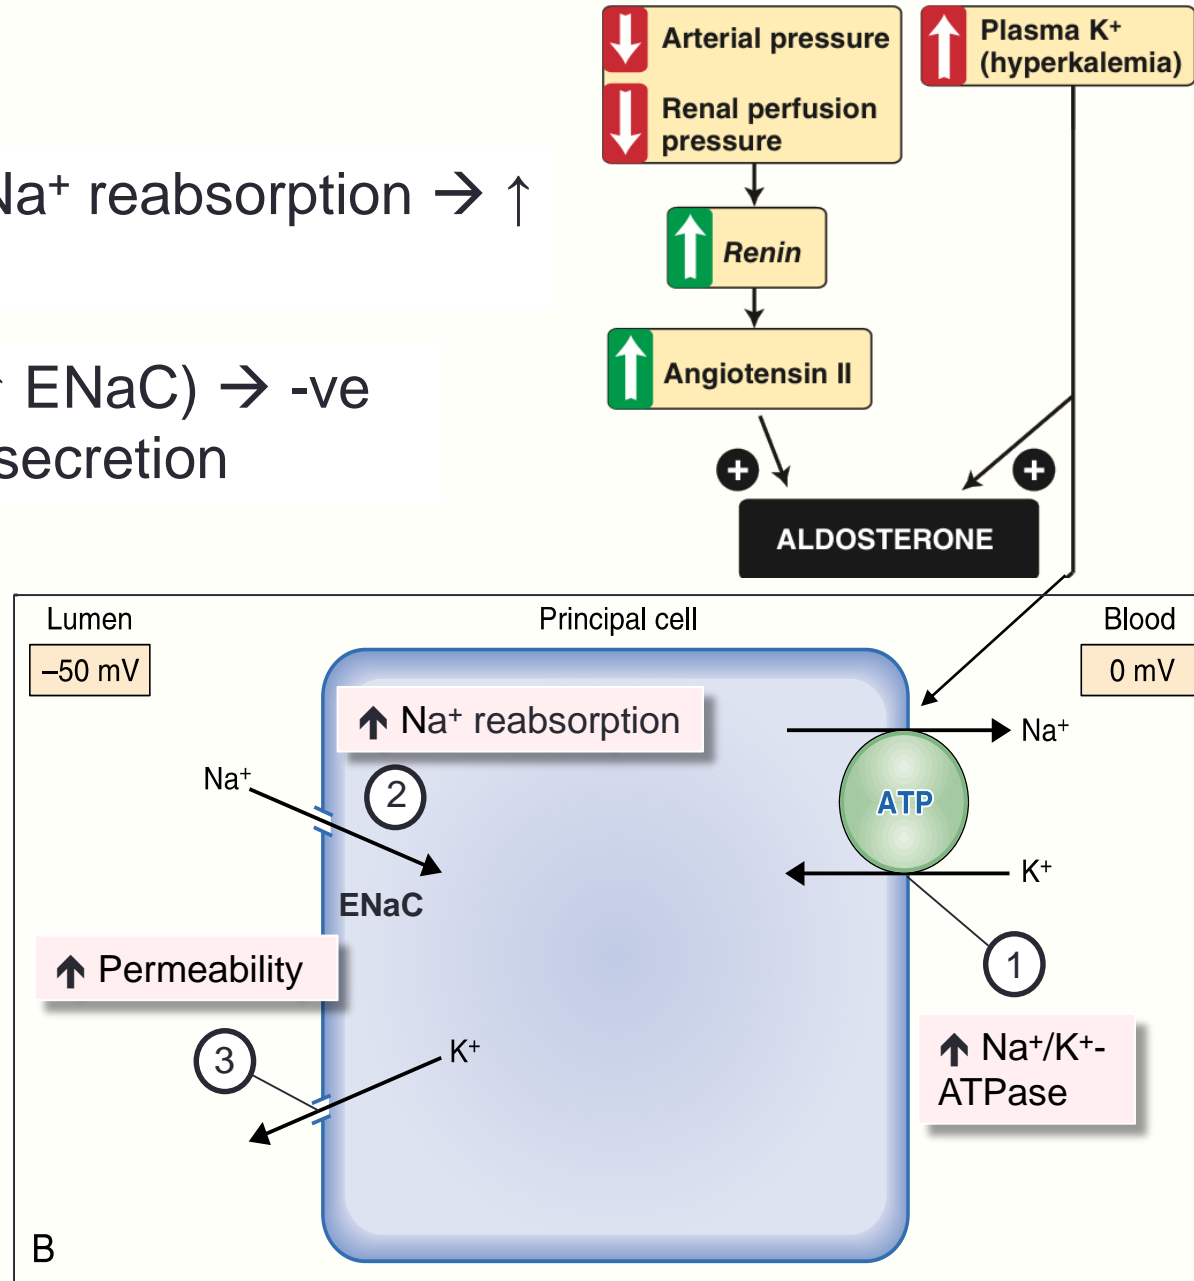 Arterial pressure
Renal perfusion
pressure
Plasma K⁺
(hyperkalemia)
Na⁺ reabsorption → ↑
Renin
Angiotensin II
↑ ENaC) → -ve
secretion
+
+
ALDOSTERONE
Lumen
Principal cell
Blood
–50 mV
0 mV
↑ Na⁺ reabsorption
Na⁺
Na⁺
2
ATP
K⁺
ENaC
↑ Permeability
1
3
K⁺
↑ Na⁺/K⁺-
ATPase
B